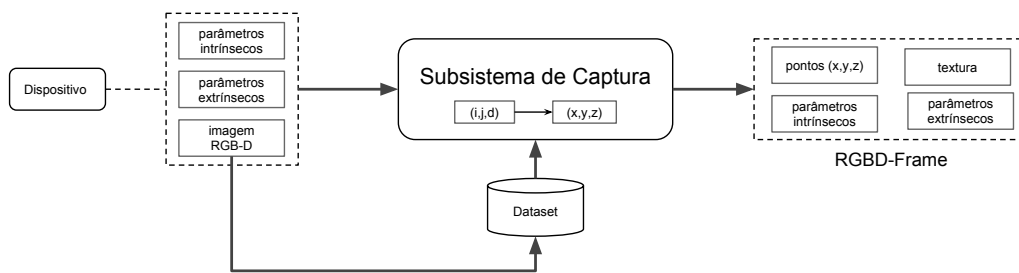 Dispositivo
parâmetros
intrínsecos
parâmetros
extrínsecos
imagem
RGB-D
Subsistema de Captura
(i,j,d)
(x,y,z)
Dataset
pontos (x,y,z)
textura
parâmetros
intrínsecos
parâmetros
extrínsecos
RGBD-Frame